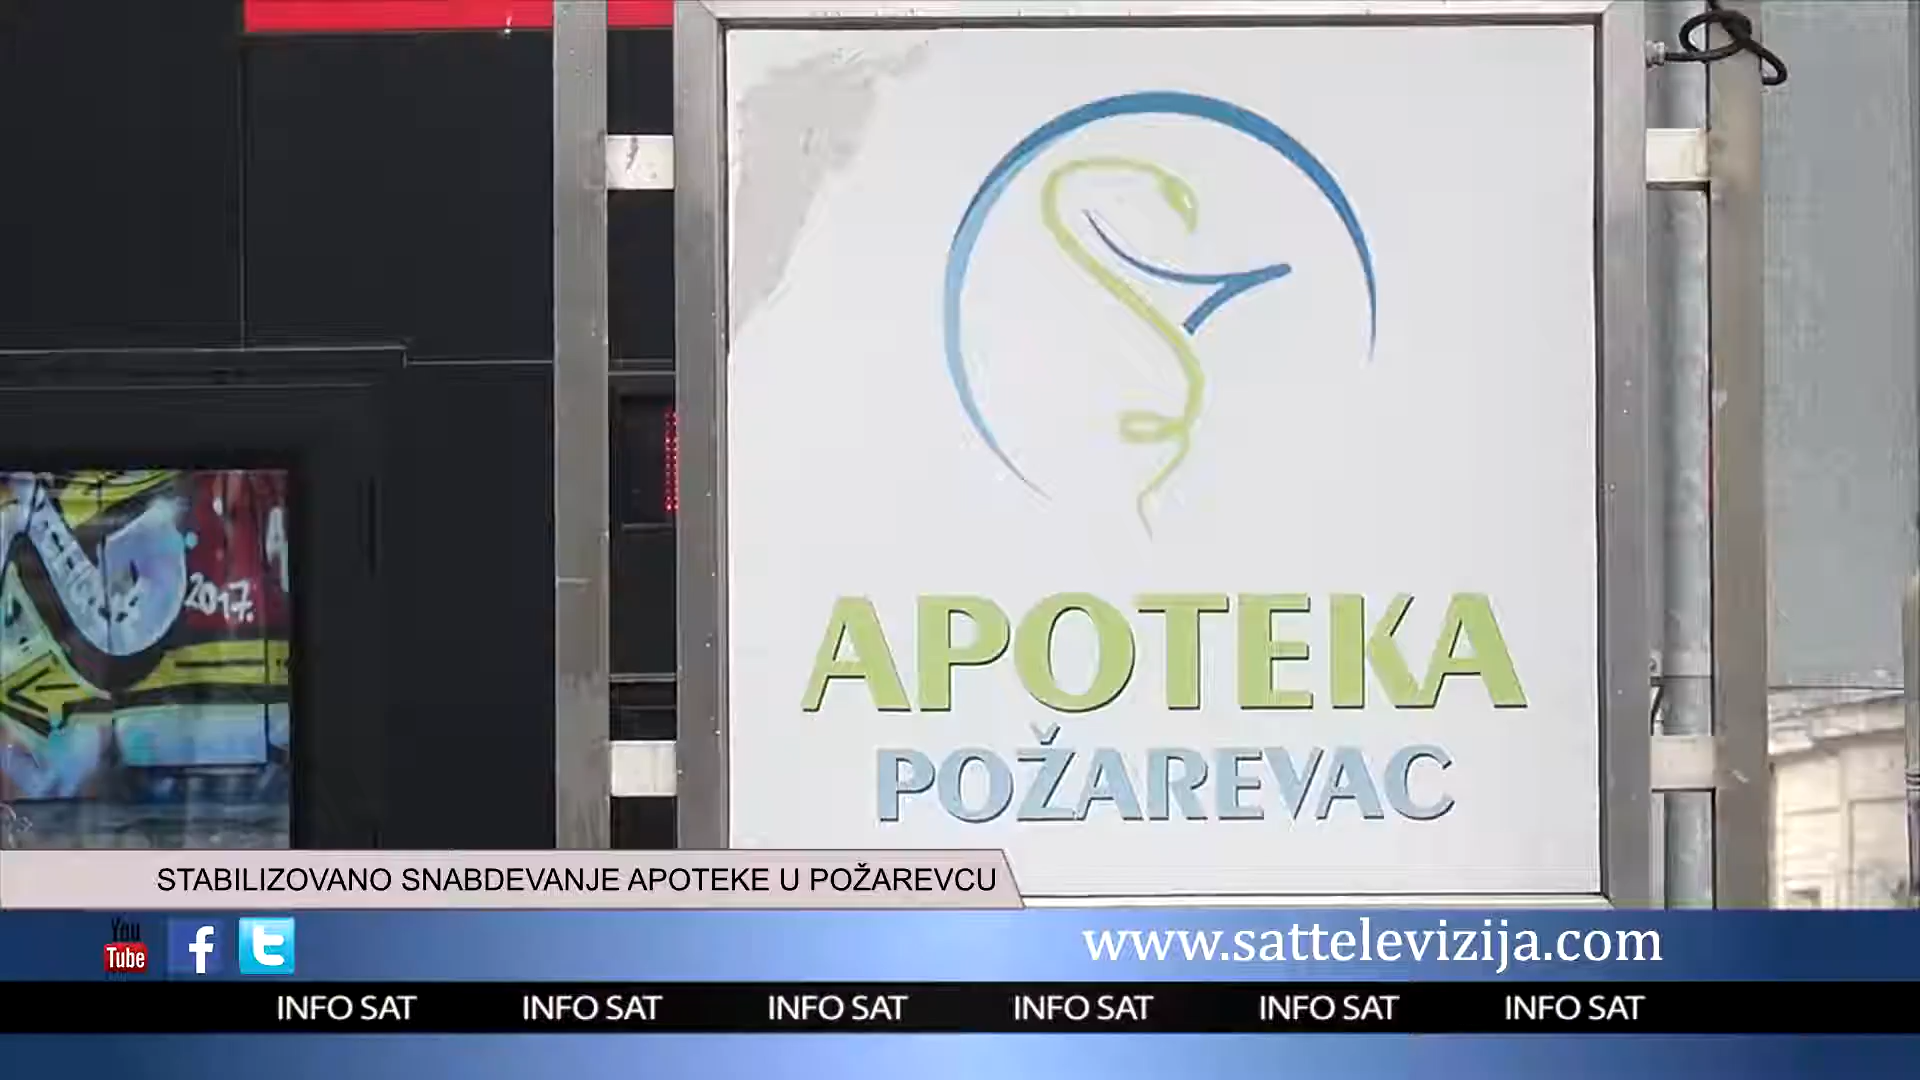 2017.
APOTEKA
POŽAREVAC
STABILIZOVANO SNABDEVANJE APOTEKE U POŽAREVCU
You
Tube
www.sattelevizija.com
INFO SAT INFO SAT INFO SAT INFO SAT INFO SAT INFO SAT